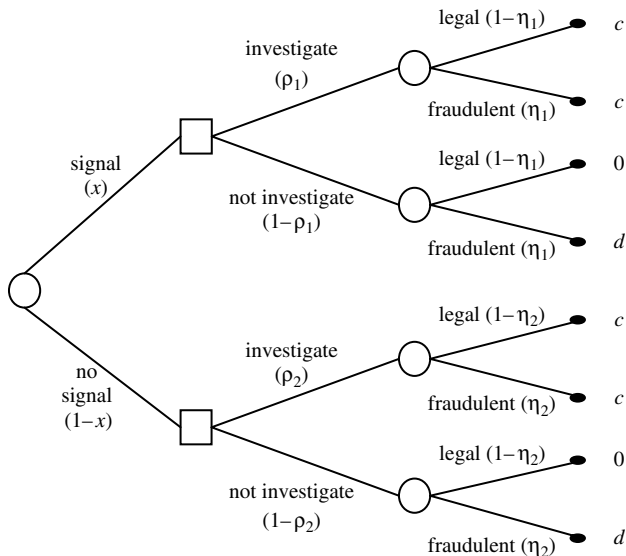 legal (1–η₁) c
investigate
(ρ₁)
fraudulent (η₁) c
signal
(x)
legal (1–η₁) 0
not investigate
(1–ρ₁)
fraudulent (η₁) d
legal (1–η₂) c
investigate
(ρ₂)
no
signal
(1–x)
fraudulent (η₂) c
legal (1–η₂) 0
not investigate
(1–ρ₂)
fraudulent (η₂) d